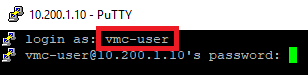 10.200.1.10 - PuTTY
login as: vmc-user
vmc-user@10.200.1.10's password: